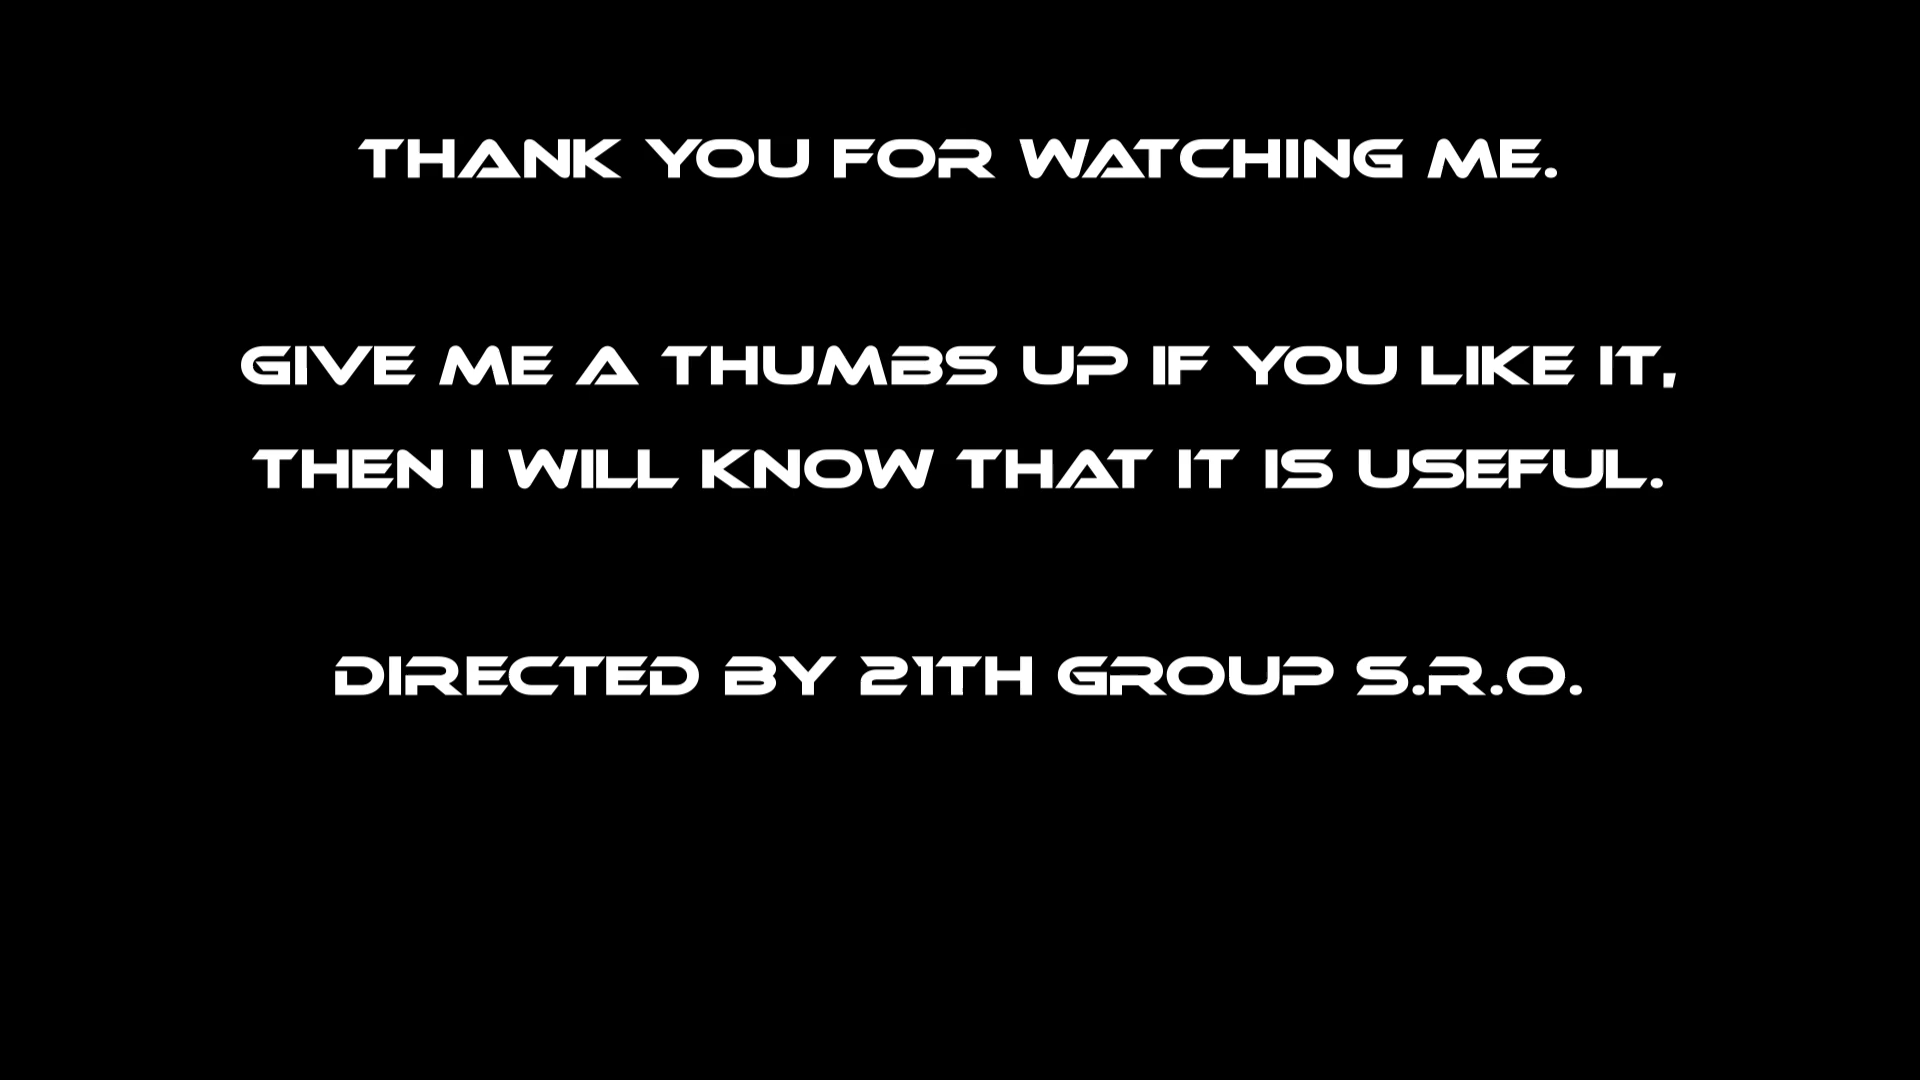 THANK YOU FOR WATCHING ME.
GIVE ME A THUMBS UP IF YOU LIKE IT,
THEN I WILL KNOW THAT IT IS USEFUL.
DIRECTED BY 21TH GROUP S.R.O.